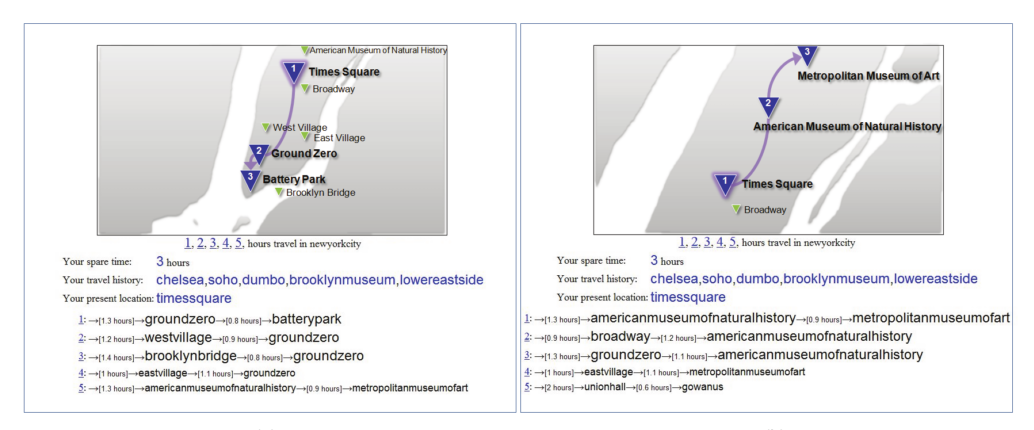 American Museum of Natural History
1
Times Square
Broadway
West Village
East Village
2
Ground Zero
3
Battery Park
Brooklyn Bridge
1, 2, 3, 4, 5, hours travel in newyorkcity
Your spare time: 3 hours
Your travel history: chelsea,soho,dumbo,brooklynmuseum,lowereastside
Your present location: timessquare
1: →[1.3 hours]→groundzero→[0.8 hours]→batterypark
2: →[1.2 hours]→westvillage→[0.9 hours]→groundzero
3: →[1.4 hours]→brooklynbridge→[0.8 hours]→groundzero
4: →[1 hours]→eastvillage→[1.1 hours]→groundzero
5: →[1.3 hours]→americanmuseumofnaturalhistory→[0.9 hours]→metropolitanmuseumofart
3
Metropolitan Museum of Art
2
American Museum of Natural History
1
Times Square
Broadway
1, 2, 3, 4, 5, hours travel in newyorkcity
Your spare time: 3 hours
Your travel history: chelsea,soho,dumbo,brooklynmuseum,lowereastside
Your present location: timessquare
1: →[1.3 hours]→americanmuseumofnaturalhistory→[0.9 hours]→metropolitanmuseumofart
2: →[0.9 hours]→broadway→[1.2 hours]→americanmuseumofnaturalhistory
3: →[1.3 hours]→groundzero→[1.1 hours]→americanmuseumofnaturalhistory
4: →[1 hours]→eastvillage→[1.1 hours]→metropolitanmuseumofart
5: →[2 hours]→unionhall→[0.6 hours]→gowanus